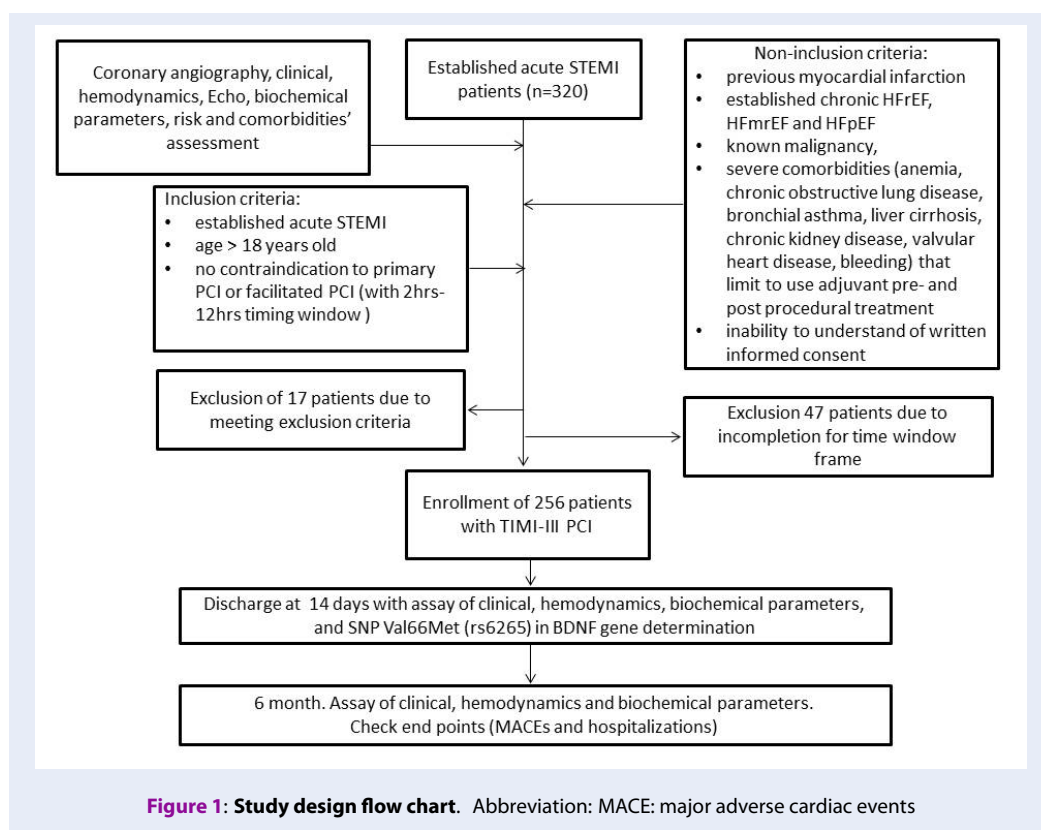 Coronary angiography, clinical,
hemodynamics, Echo, biochemical
parameters, risk and comorbidities'
assessment
Established acute STEMI
patients (n=320)
Non-inclusion criteria:
• previous myocardial infarction
• established chronic HFrEF,
HFmrEF and HFpEF
• known malignancy,
• severe comorbidities (anemia,
chronic obstructive lung disease,
bronchial asthma, liver cirrhosis,
chronic kidney disease, valvular
heart disease, bleeding) that
limit to use adjuvant pre- and
post procedural treatment
• inability to understand of written
informed consent
Inclusion criteria:
• established acute STEMI
• age > 18 years old
• no contraindication to primary
PCI or facilitated PCI (with 2hrs-
12hrs timing window )
Exclusion of 17 patients due to
meeting exclusion criteria
Exclusion 47 patients due to
incompletion for time window
frame
Enrollment of 256 patients
with TIMI-III PCI
Discharge at 14 days with assay of clinical, hemodynamics, biochemical parameters,
and SNP Val66Met (rs6265) in BDNF gene determination
6 month. Assay of clinical, hemodynamics and biochemical parameters.
Check end points (MACEs and hospitalizations)
Figure 1: Study design flow chart. Abbreviation: MACE: major adverse cardiac events